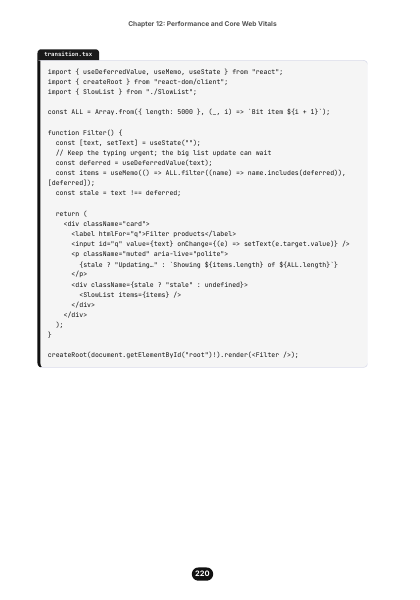 Chapter 12: Performance and Core Web Vitals
transition.tsx
import { useDeferredValue, useMemo, useState } from "react";
import { createRoot } from "react-dom/client";
import { SlowList } from "./SlowList";

const ALL = Array.from({ length: 5000 }, (_, i) => `Bit item ${i + 1}`);

function Filter() {
  const [text, setText] = useState("");
  // Keep the typing urgent; the big list update can wait
  const deferred = useDeferredValue(text);
  const items = useMemo(() => ALL.filter((name) => name.includes(deferred)),
[deferred]);
  const stale = text !== deferred;

  return (
    <div className="card">
      <label htmlFor="q">Filter products</label>
      <input id="q" value={text} onChange={(e) => setText(e.target.value)} />
      <p className="muted" aria-live="polite">
        {stale ? "Updating…" : `Showing ${items.length} of ${ALL.length}`}
      </p>
      <div className={stale ? "stale" : undefined}>
        <SlowList items={items} />
      </div>
    </div>
  );
}

createRoot(document.getElementById("root")!).render(<Filter />);
220